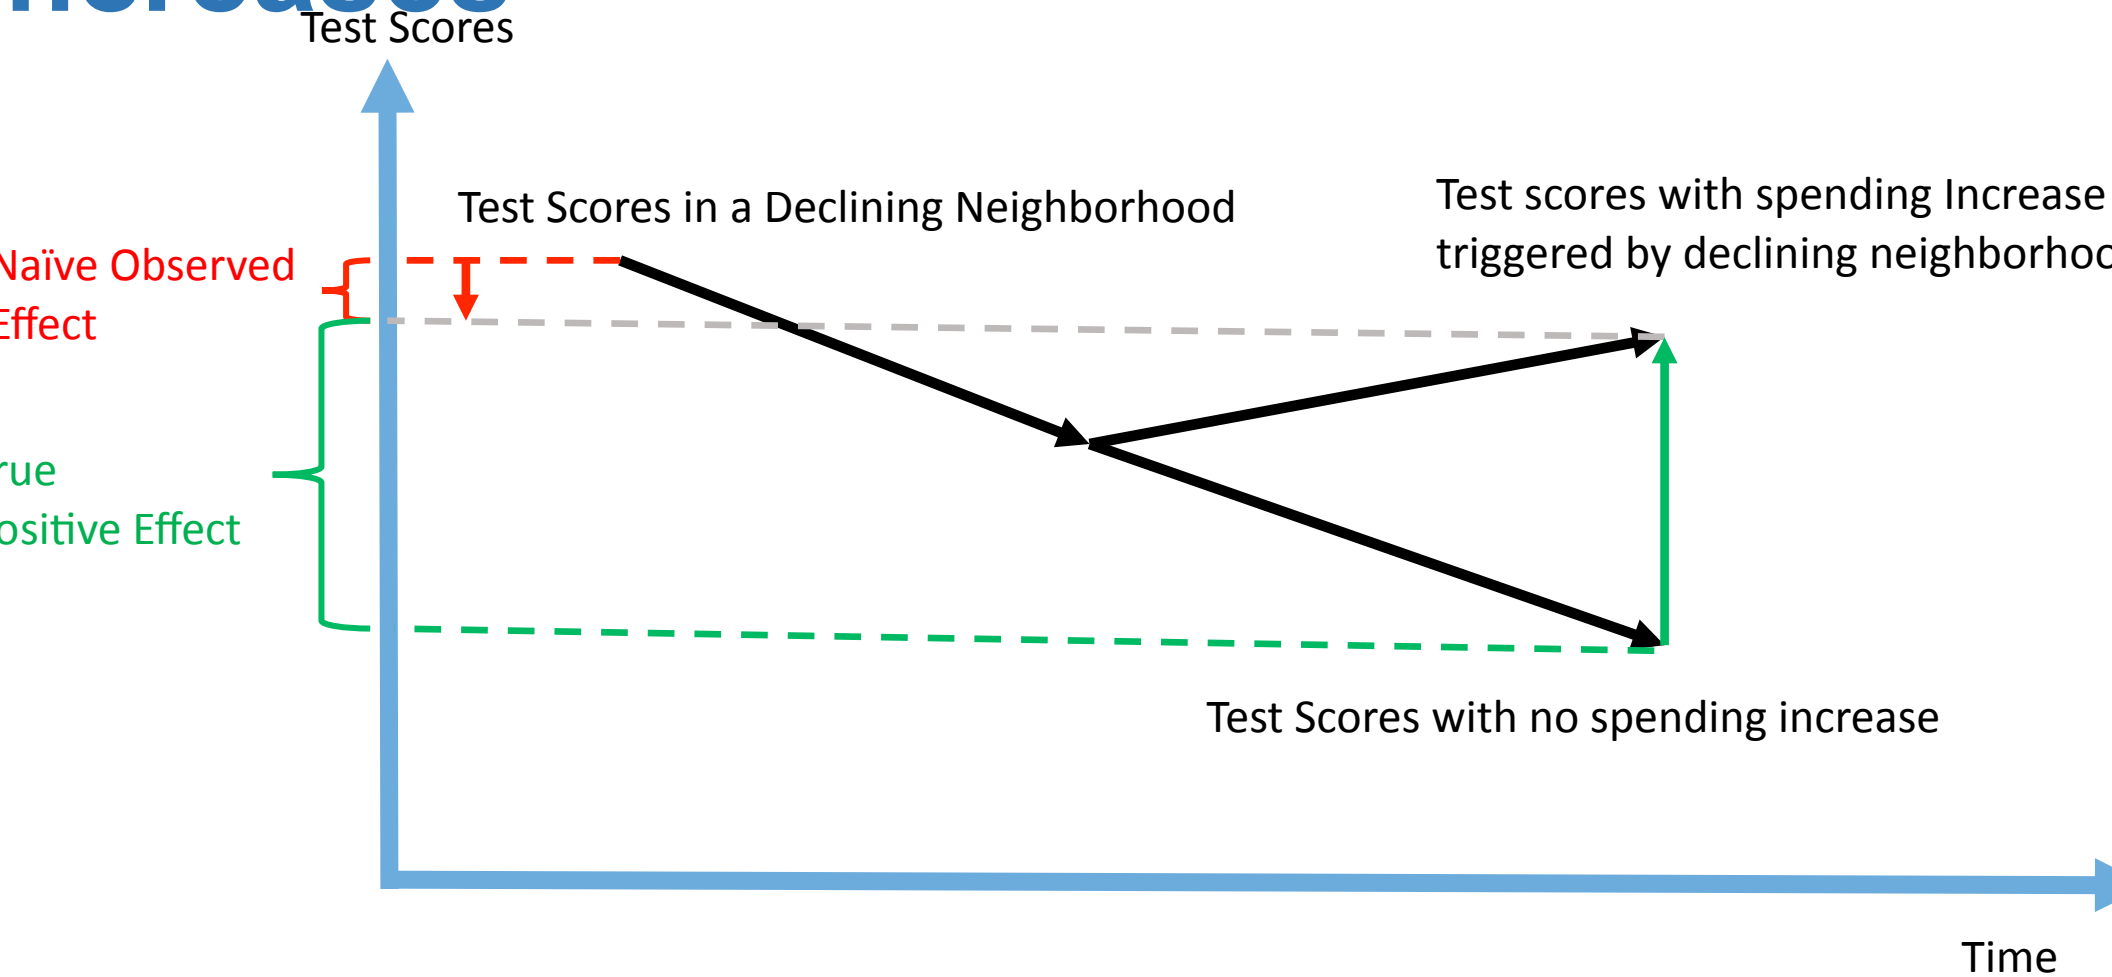 Test Scores
Test Scores in a Declining Neighborhood
Test scores with spending Increase
triggered by declining neighborhoo
Naïve Observed
Effect
rue
ositive Effect
Test Scores with no spending increase
Time